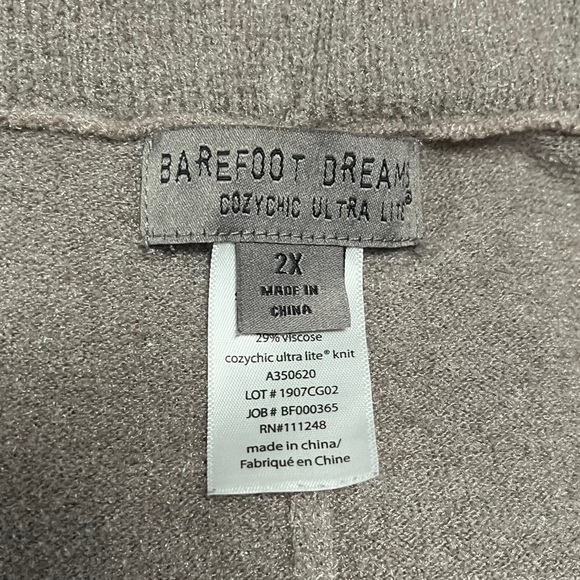 BAREFOOT DREAMS
COZYCHIC ULTRA LITE®
2X
MADE IN
CHINA
29% viscose
cozychic ultra lite® knit
A350620
LOT # 1907CG02
JOB # BF000365
RN#111248
made in china/
Fabriqué en Chine